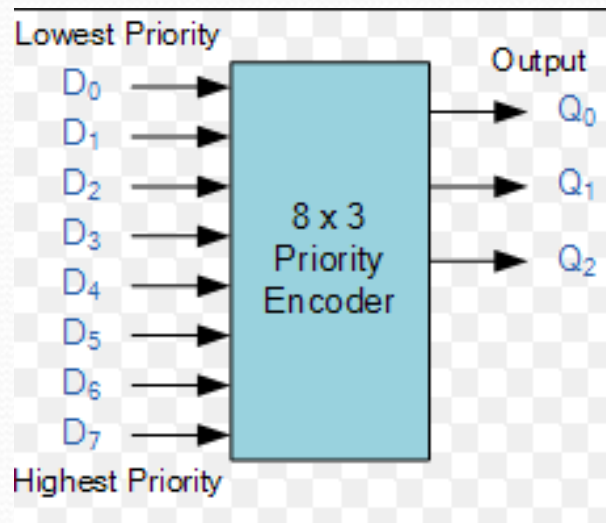 Lowest Priority
Output
D₀
Q₀
D₁
D₂
Q₁
D₃
8 x 3
Priority
Encoder
Q₂
D₄
D₅
D₆
D₇
Highest Priority